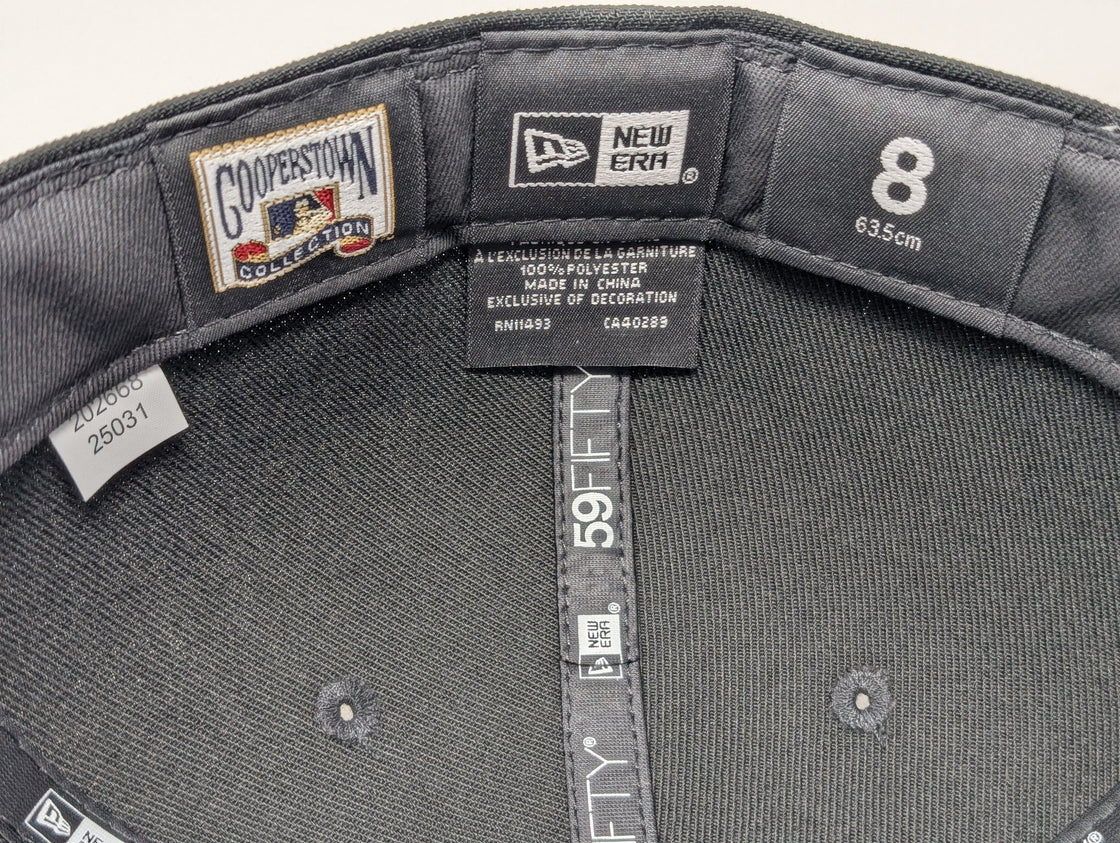 COOPERSTOWN
COLLECTION
NEW
ERA
®
8
63.5cm
À L'EXCLUSION DE LA GARNITURE
100% POLYESTER
MADE IN CHINA
EXCLUSIVE OF DECORATION
RN11493 CA40289
202668
25031
59FIFTY
NEW
ERA
®
FIFTY®
®